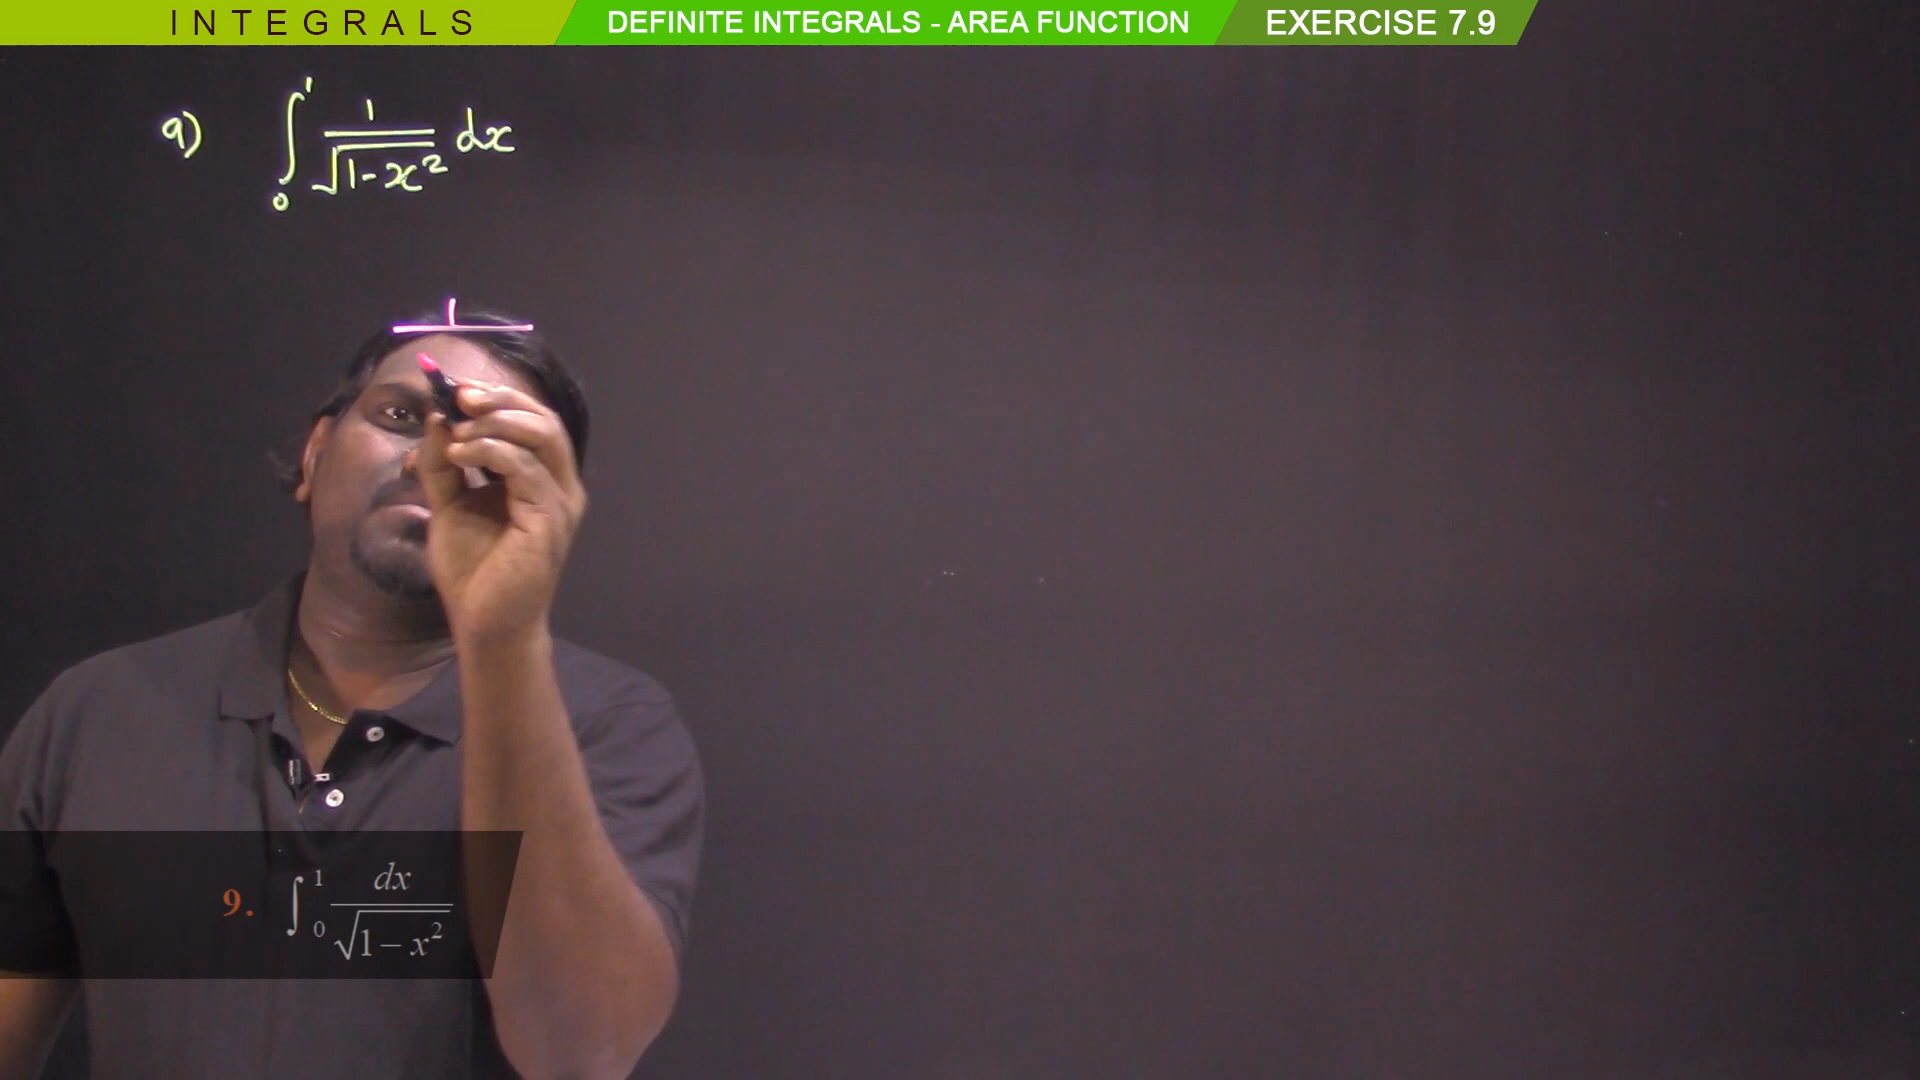 INTEGRALS DEFINITE INTEGRALS - AREA FUNCTION EXERCISE 7.9
9) ∫₀¹ 1/√(1-x²) dx
1
9. ∫₀¹ dx/√(1-x²)